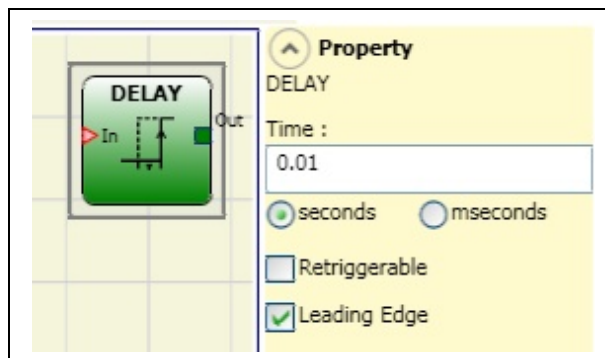 DELAY
In
Out
Property
DELAY
Time :
0.01
seconds mseconds
Retriggerable
Leading Edge